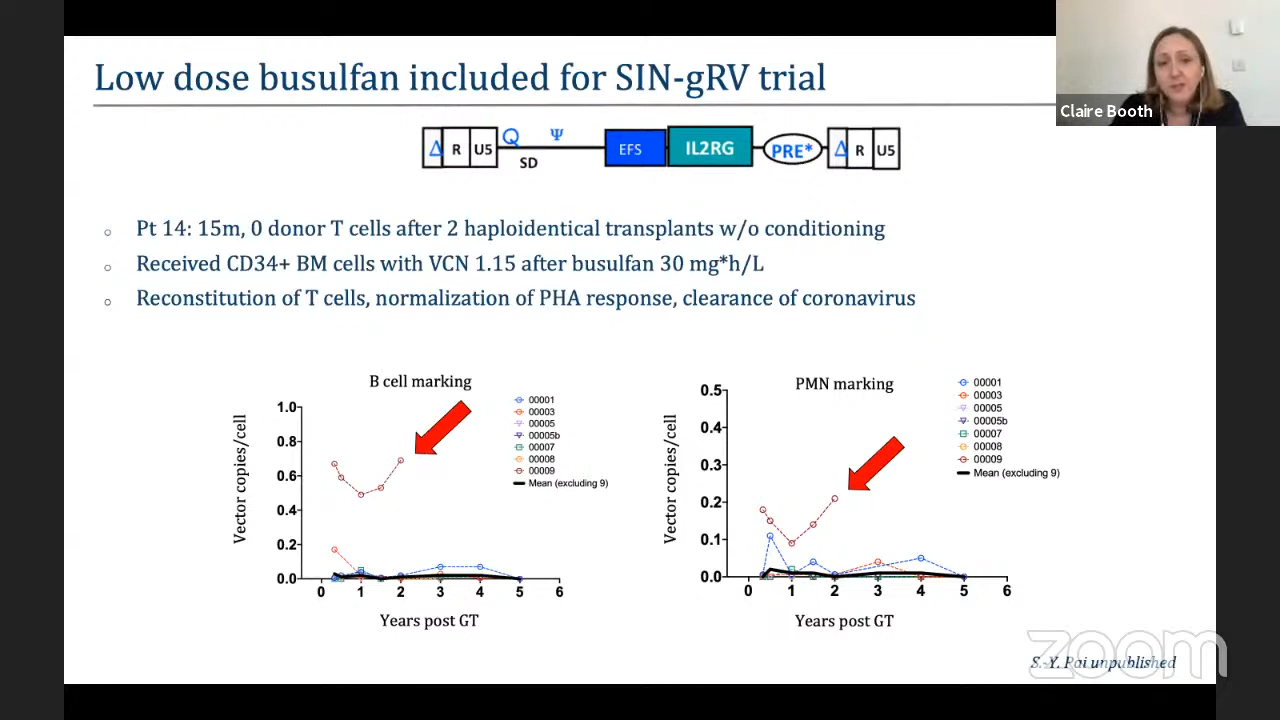 Low dose busulfan included for SIN-gRV trial
Claire Booth
Δ R U5 Q Ψ SD EFS IL2RG PRE* Δ R U5
○ Pt 14: 15m, 0 donor T cells after 2 haploidentical transplants w/o conditioning
○ Received CD34+ BM cells with VCN 1.15 after busulfan 30 mg*h/L
○ Reconstitution of T cells, normalization of PHA response, clearance of coronavirus
B cell marking
Vector copies/cell
1.0
0.8
0.6
0.4
0.2
0.0
0 1 2 3 4 5 6
Years post GT
00001
00003
00005
00005b
00007
00008
00009
Mean (excluding 9)
PMN marking
Vector copies/cell
0.5
0.4
0.3
0.2
0.1
0.0
0 1 2 3 4 5 6
Years post GT
00001
00003
00005
00005b
00007
00008
00009
Mean (excluding 9)
zoom
S.-Y. Pai unpublished